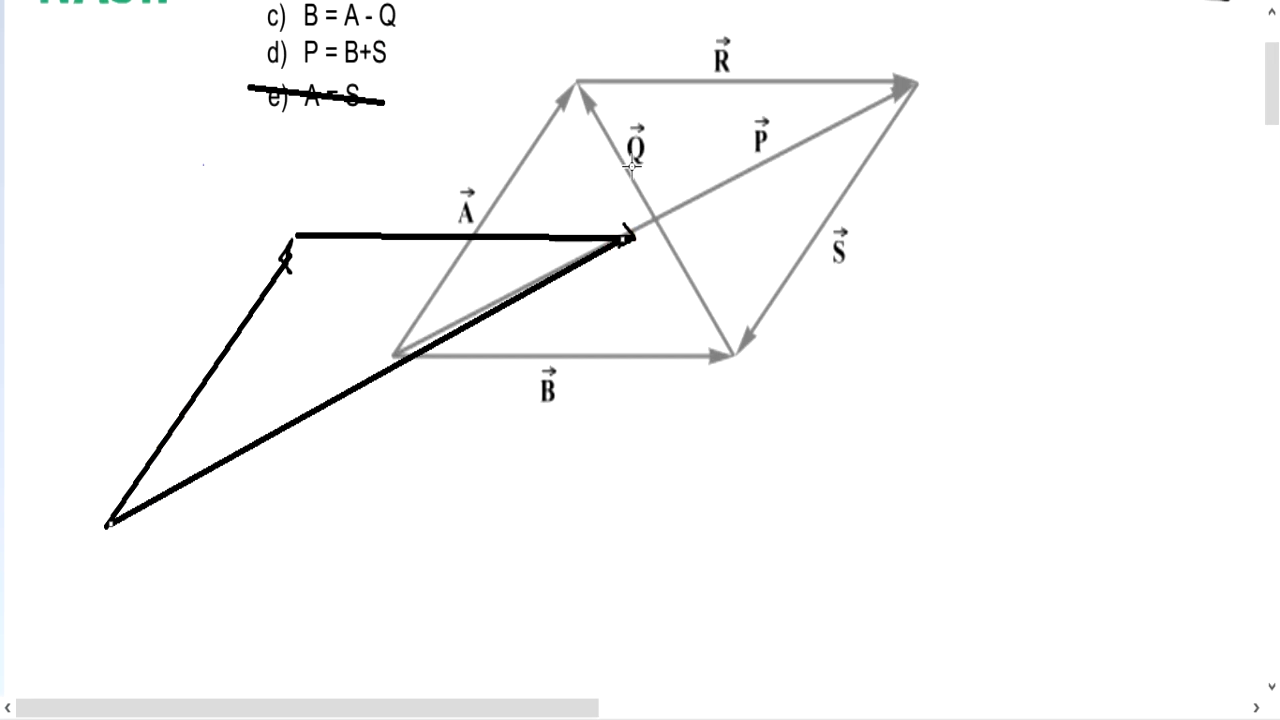 c) B = A - Q
d) P = B+S
e) A = S
R
Q
P
A
S
B